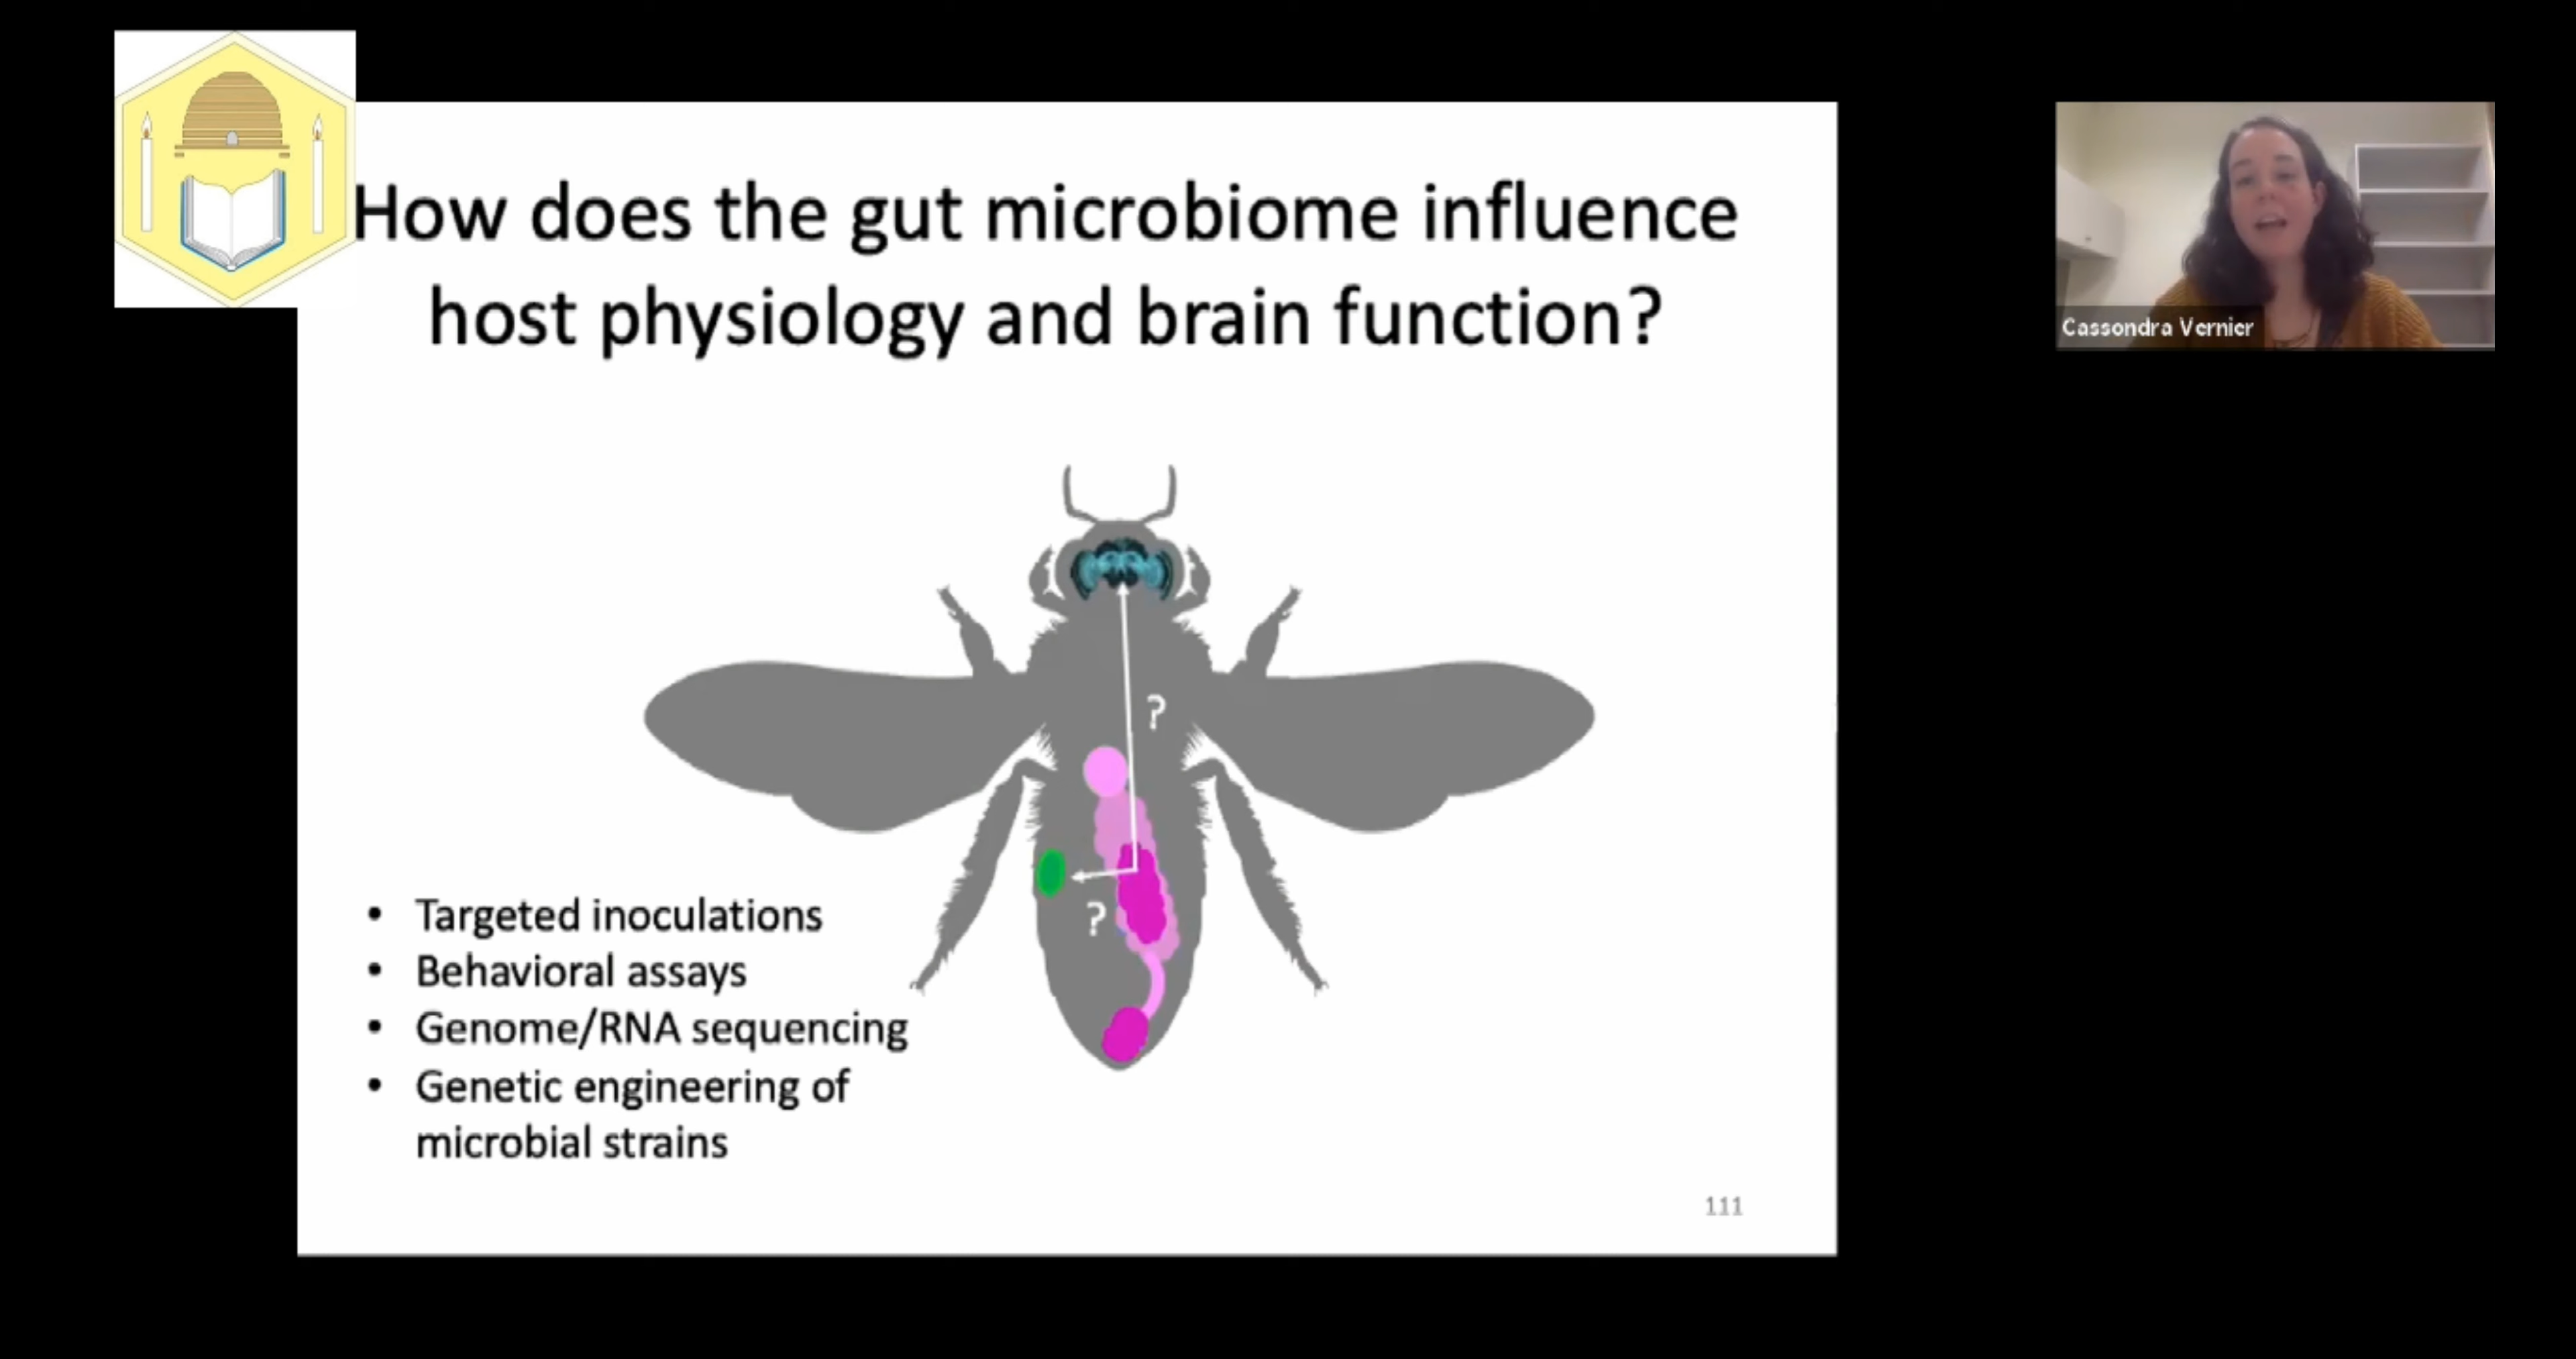 How does the gut microbiome influence
host physiology and brain function?
?
?
• Targeted inoculations
• Behavioral assays
• Genome/RNA sequencing
• Genetic engineering of
microbial strains
111
Cassondra Vernier